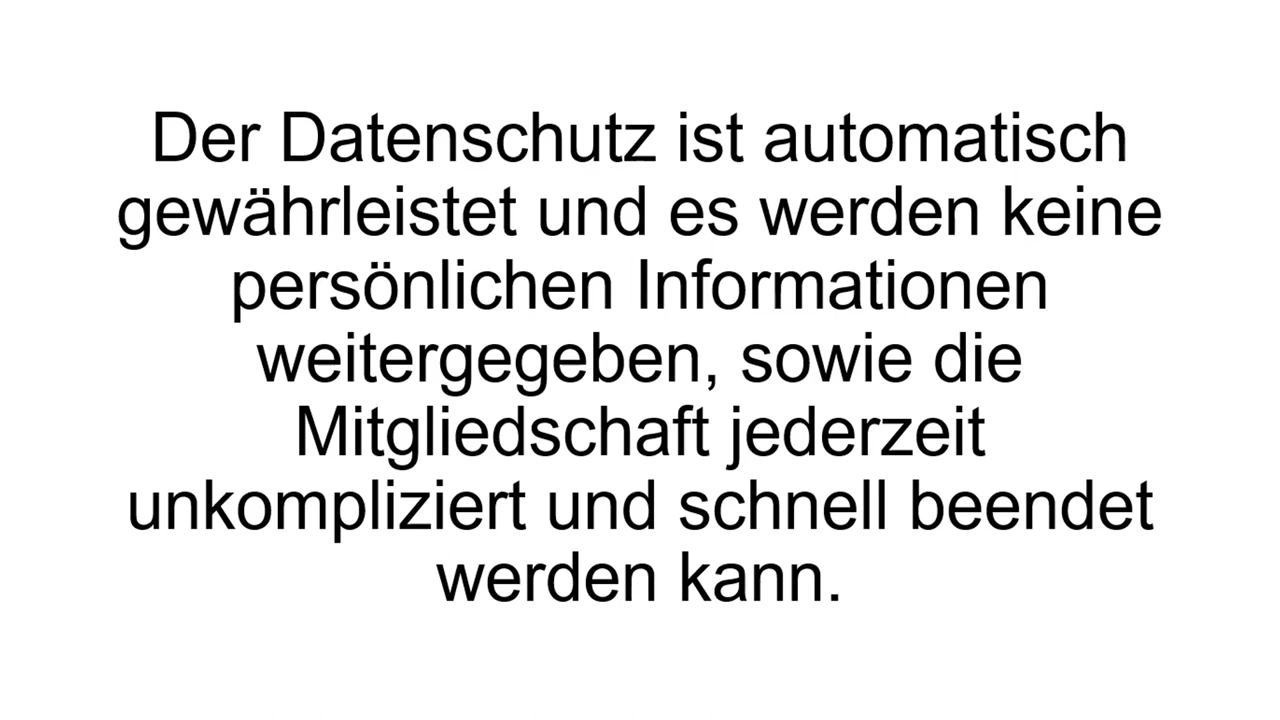 Der Datenschutz ist automatisch
gewährleistet und es werden keine
persönlichen Informationen
weitergegeben, sowie die
Mitgliedschaft jederzeit
unkompliziert und schnell beendet
werden kann.